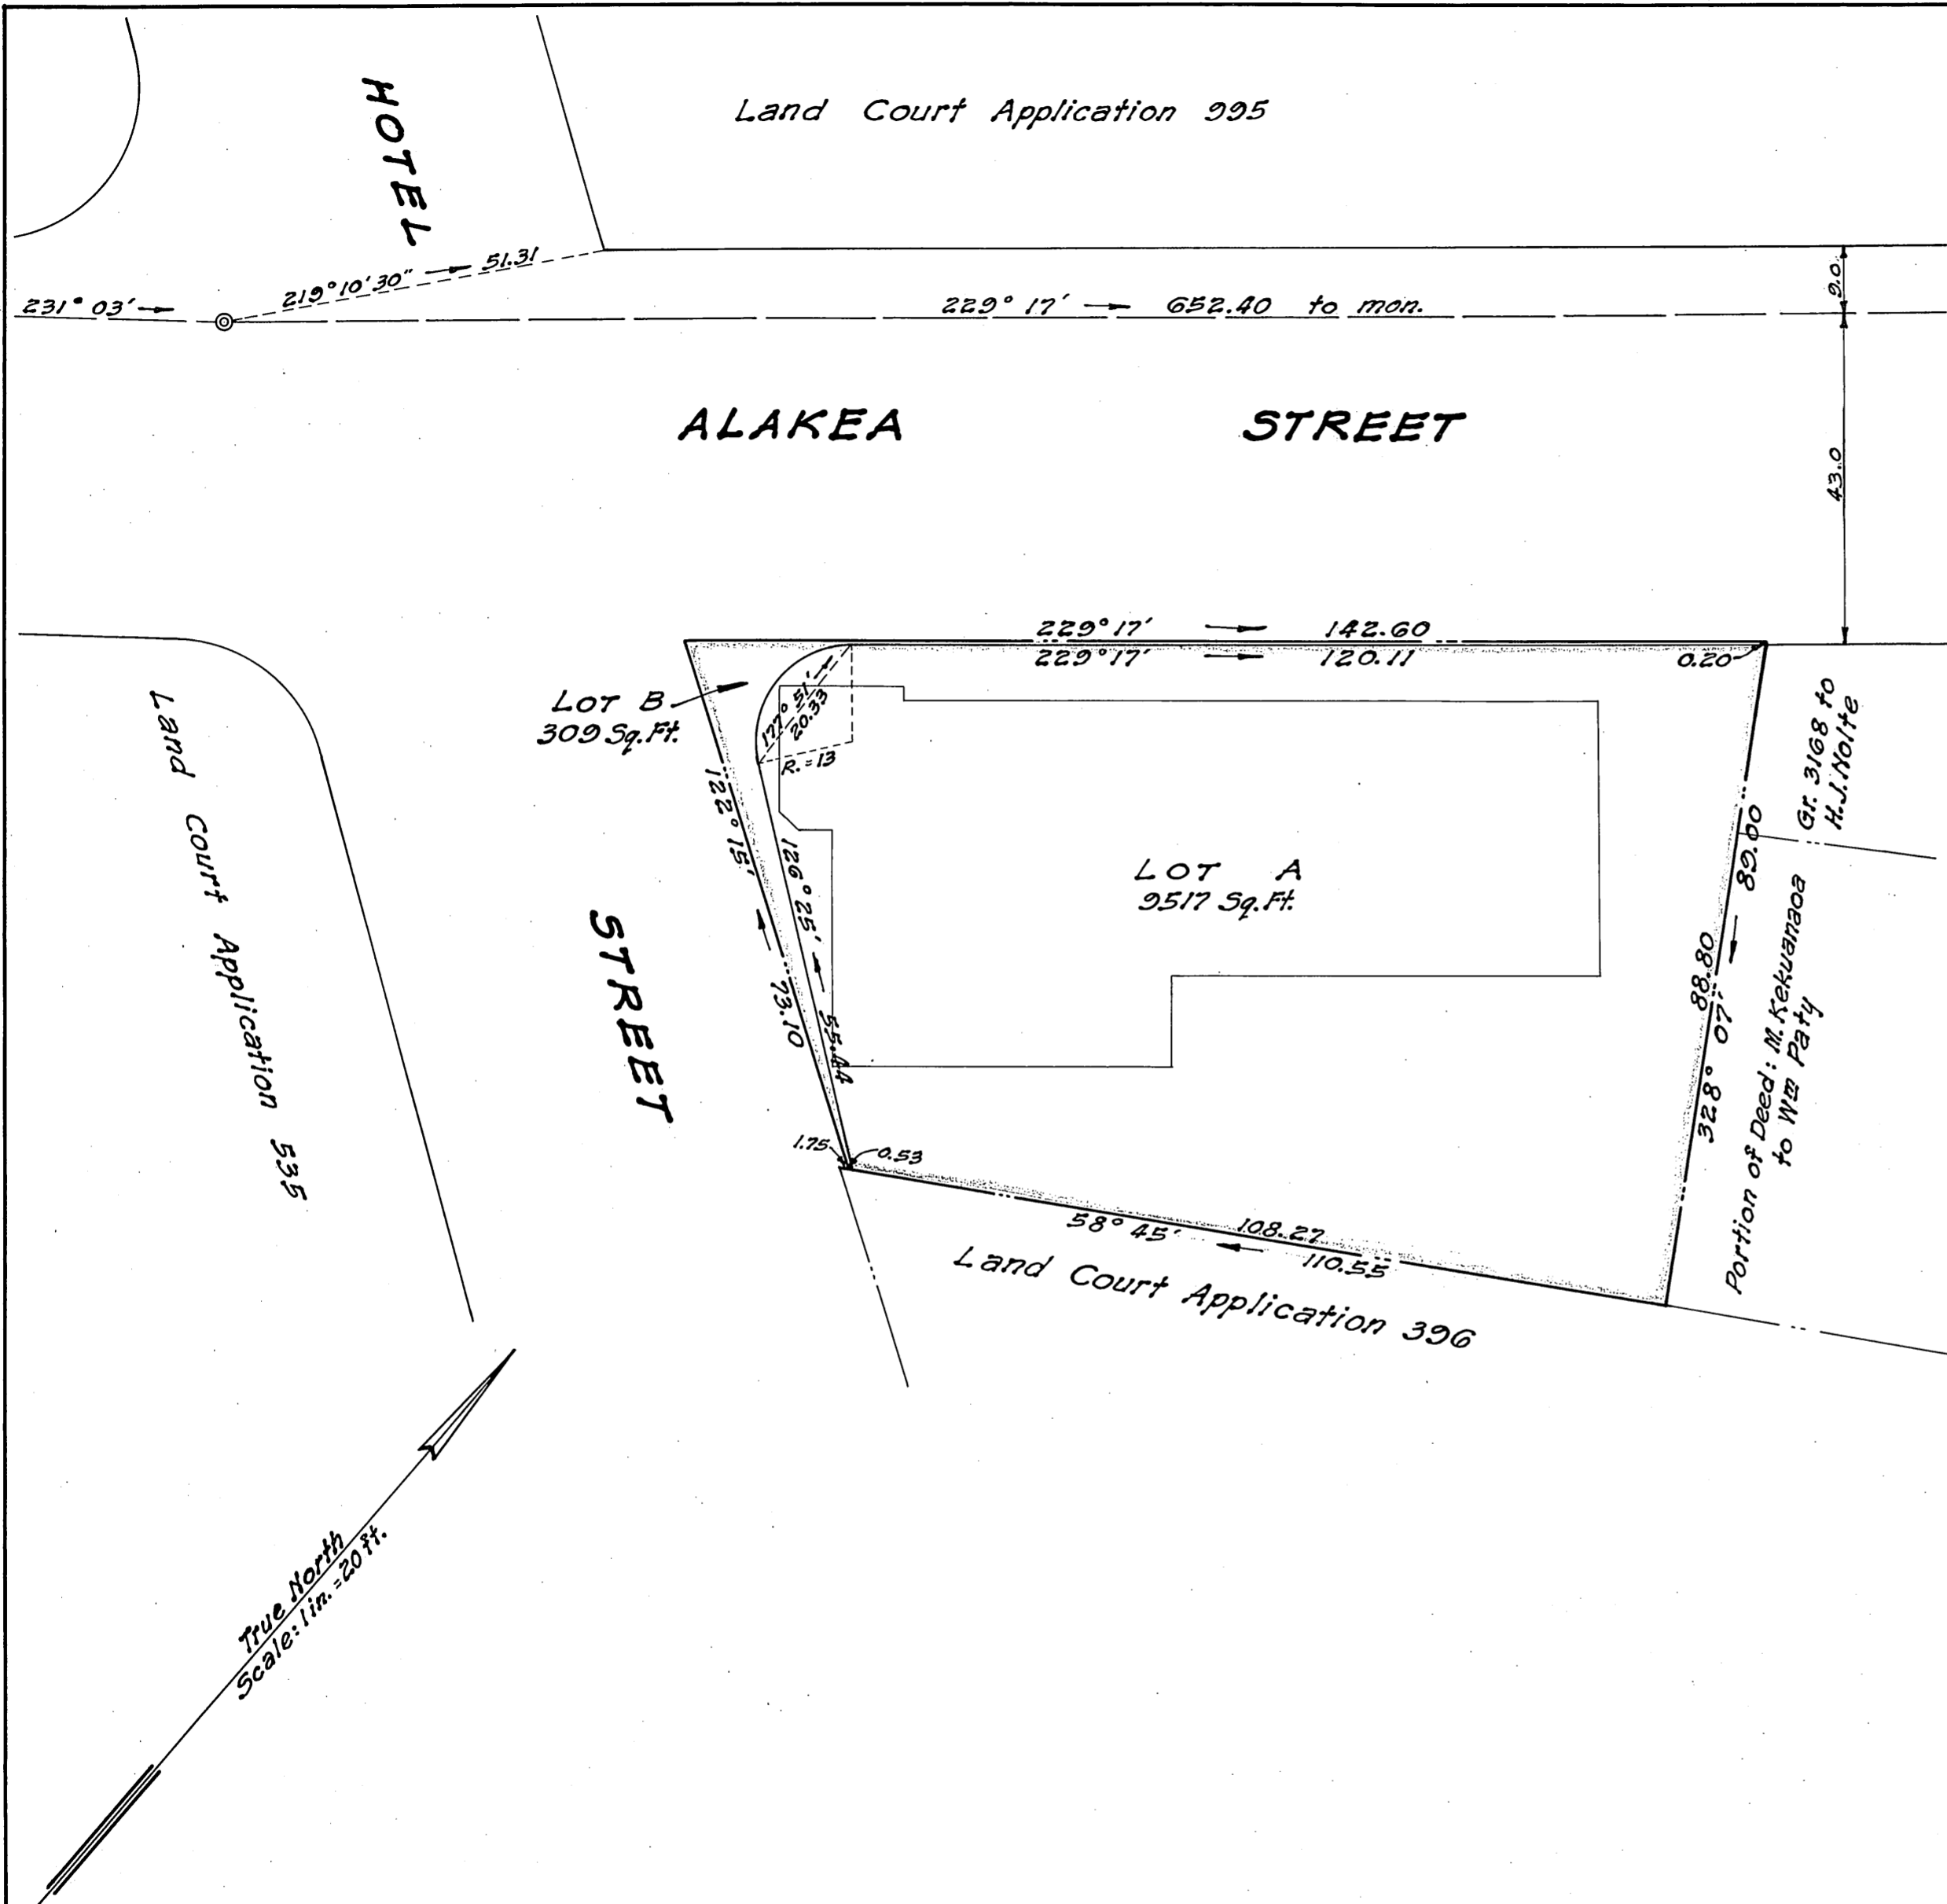 HOTEL
Land Court Application 995
219° 10' 30" 51.31
231° 03'
229° 17' 652.40 to mon.
9.0
ALAKEA STREET
43.0
229° 17' 142.60
229° 17' 120.11
0.20
LOT B
309 Sq. Ft.
177° 51'
20.33
R. = 13
Gr. 3168 to
H. J. Nolte
Land Court Application 535
122° 15'
73.10
126° 25'
LOT A
9517 Sq. Ft.
89.00
88.80
328° 07'
Portion of Deed: M. Kekuanaoa
to Wm Paty
STREET
1.75
0.53
58° 45'
108.27
110.55
Land Court Application 396
True North
Scale: 1 in. = 20 ft.